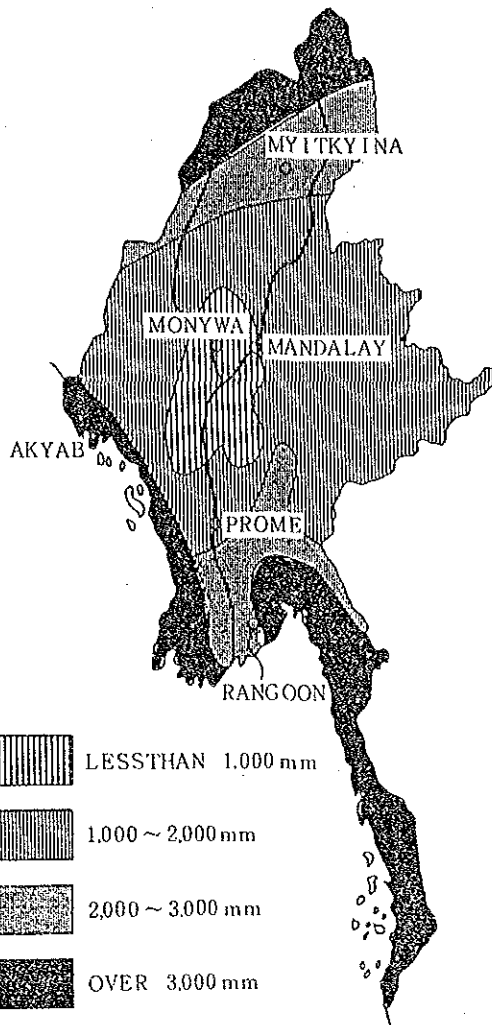 MYITKYINA
MONYWA
MANDALAY
AKYAB
PROME
RANGOON
LESSTHAN 1.000 mm
1.000 ~ 2,000 mm
2,000 ~ 3.000 mm
OVER 3,000 mm